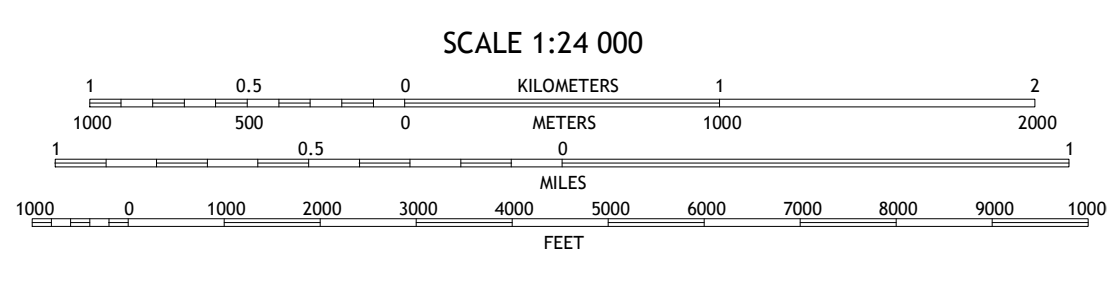 SCALE 1:24 000
1 0.5 0 KILOMETERS 1 2
1000 500 0 METERS 1000 2000
1 0.5 0 1
MILES
1000 0 1000 2000 3000 4000 5000 6000 7000 8000 9000 1000
FEET